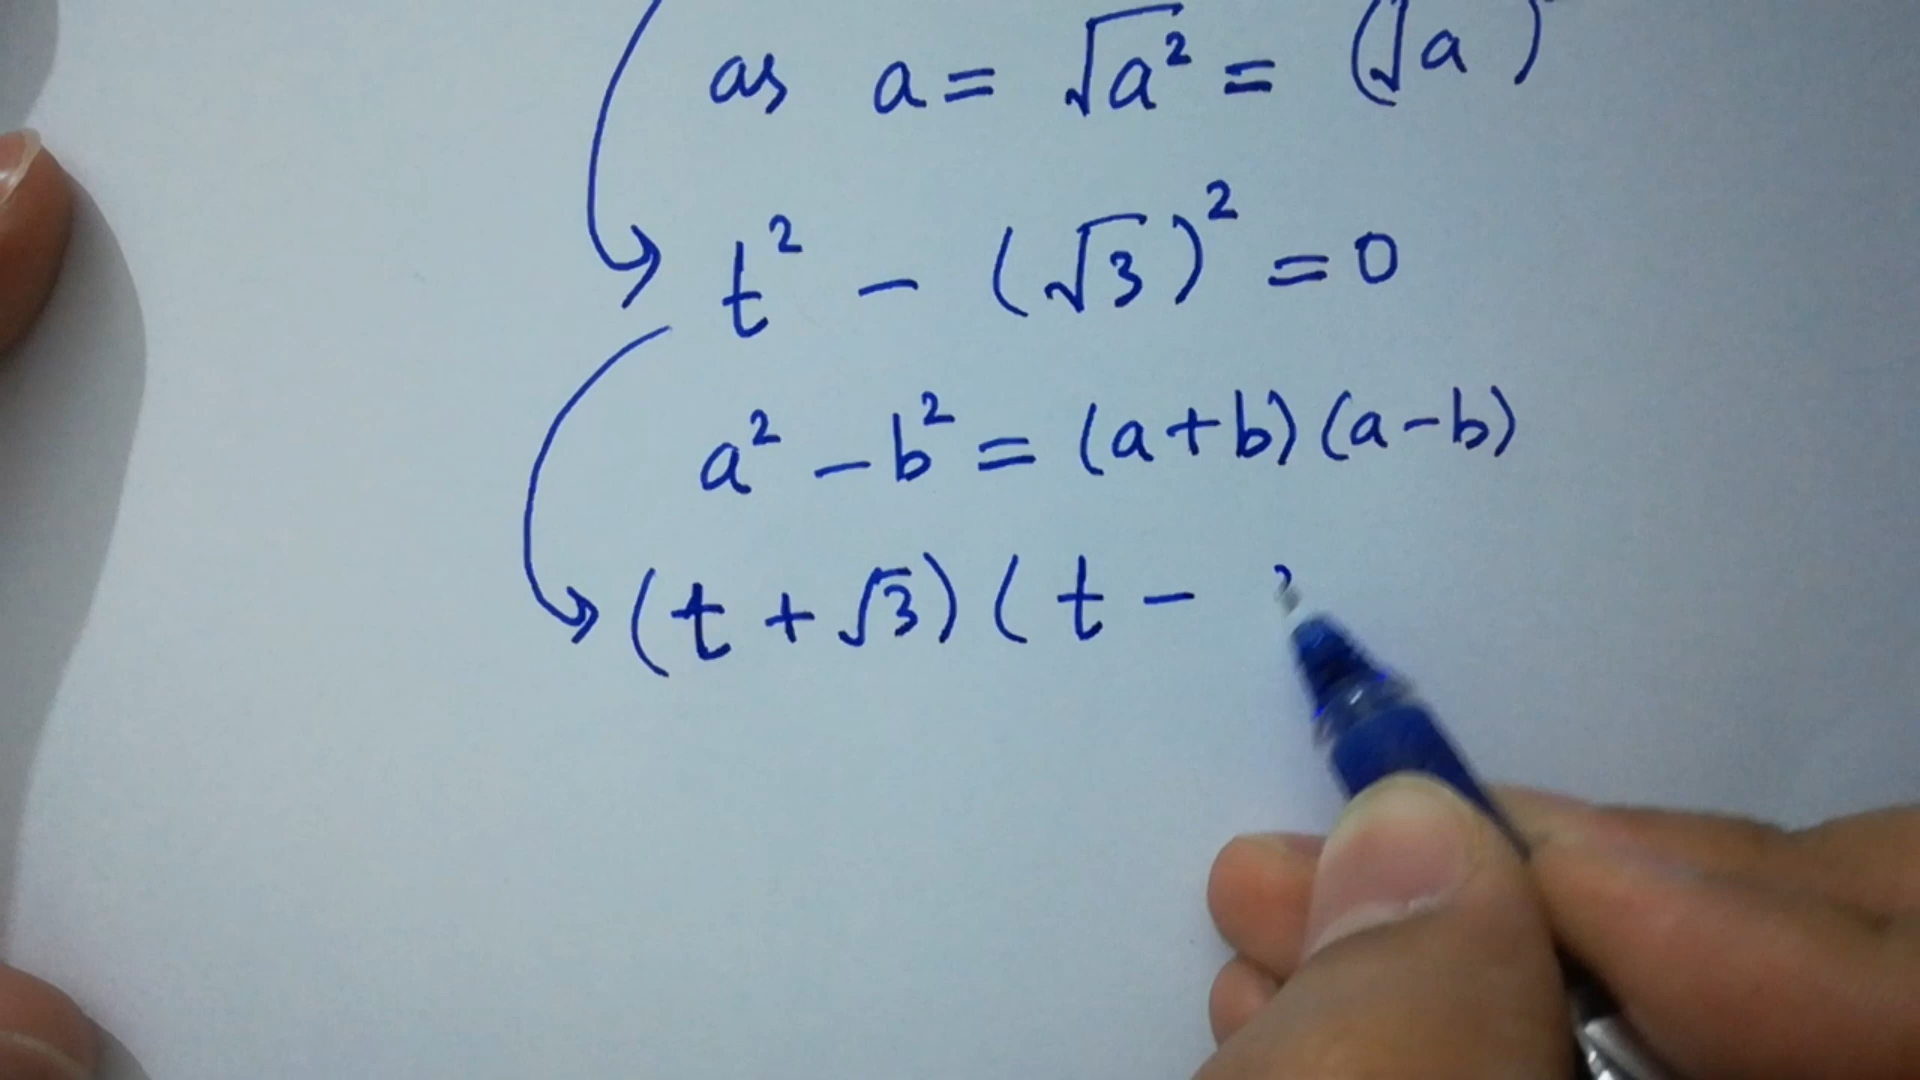 as a = √a² = (√a)
t² - (√3)² = 0
a² - b² = (a+b)(a-b)
(t + √3)(t -